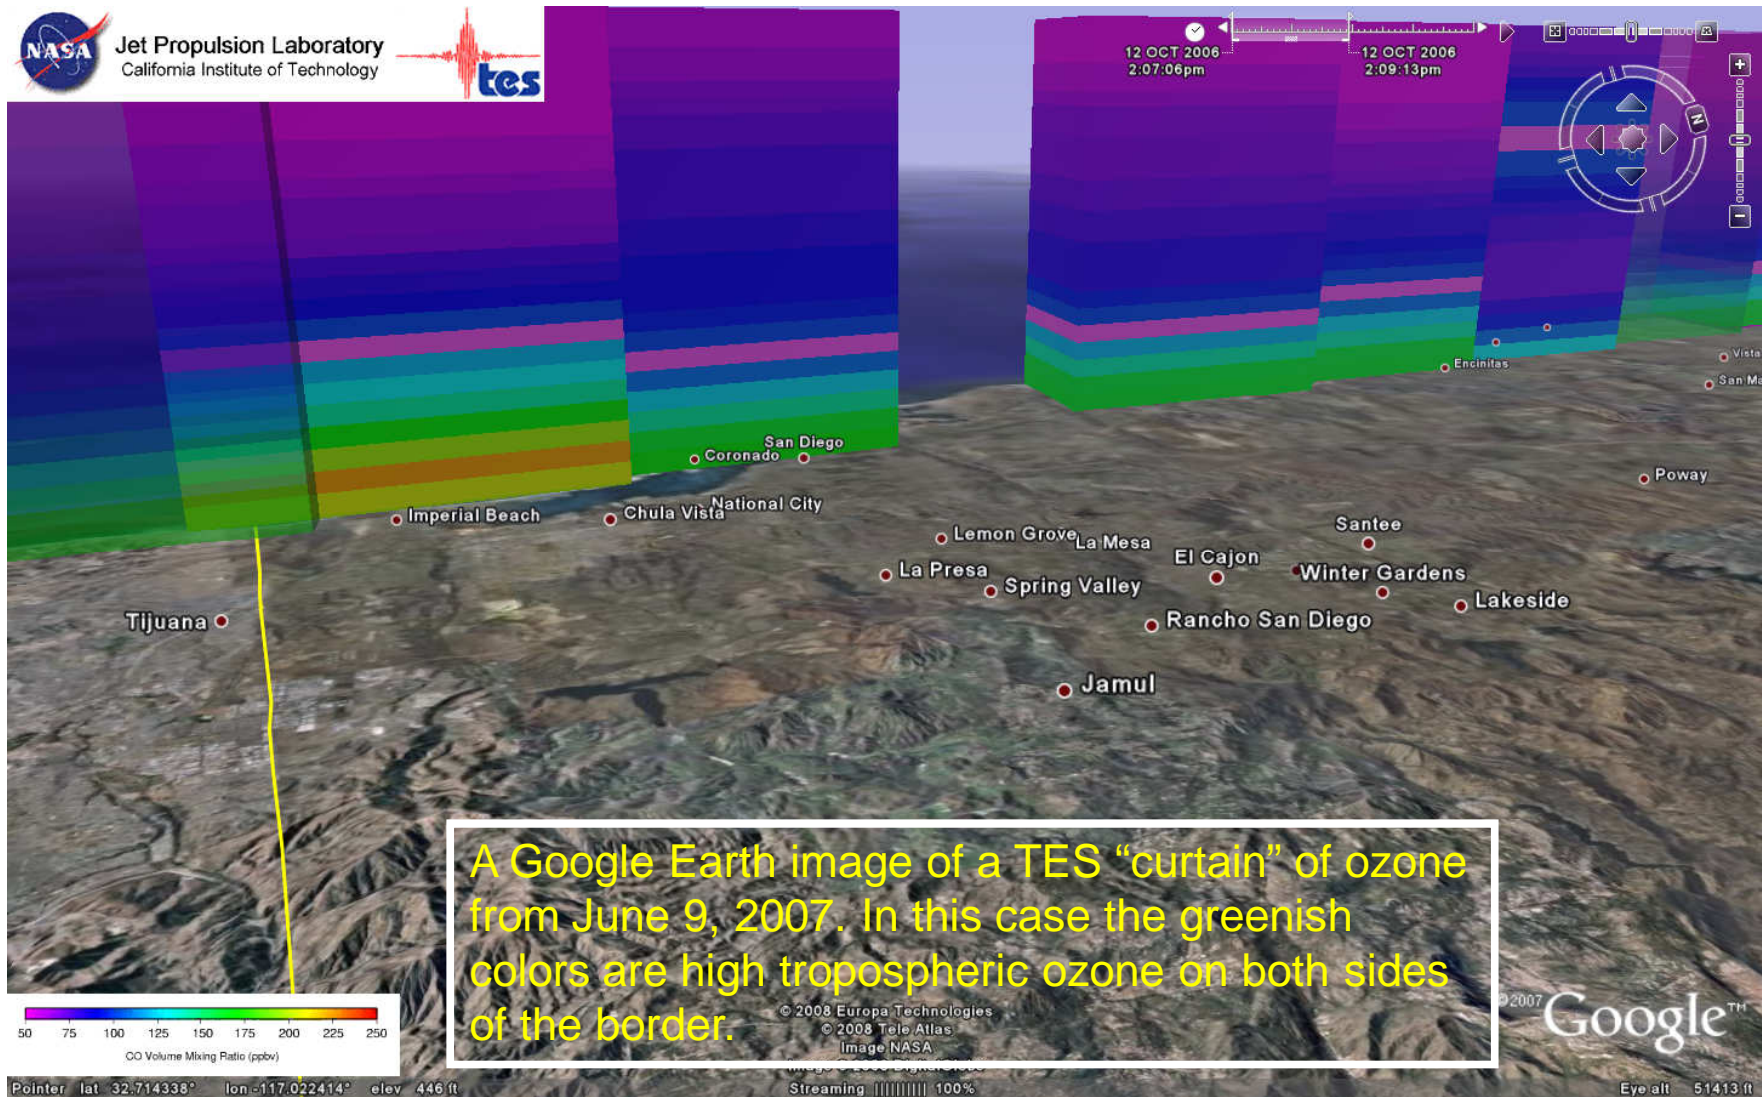 NASA
Jet Propulsion Laboratory
California Institute of Technology
tes
12 OCT 2006
2:07:06pm
12 OCT 2006
2:09:13pm
N
Encinitas
Vista
San Ma
San Diego
Coronado
Poway
National City
Imperial Beach
Chula Vista
Santee
Lemon Grove
La Mesa
El Cajon
La Presa
Winter Gardens
Spring Valley
Lakeside
Tijuana
Rancho San Diego
Jamul
A Google Earth image of a TES “curtain” of ozone
from June 9, 2007. In this case the greenish
colors are high tropospheric ozone on both sides
of the border.
© 2008 Europa Technologies
© 2008 Tele Atlas
Image NASA
©2007 Google™
50 75 100 125 150 175 200 225 250
CO Volume Mixing Ratio (ppbv)
Pointer lat 32.714338° lon -117.022414° elev 446 ft
Streaming |||||||||| 100%
Eye alt 51413 ft